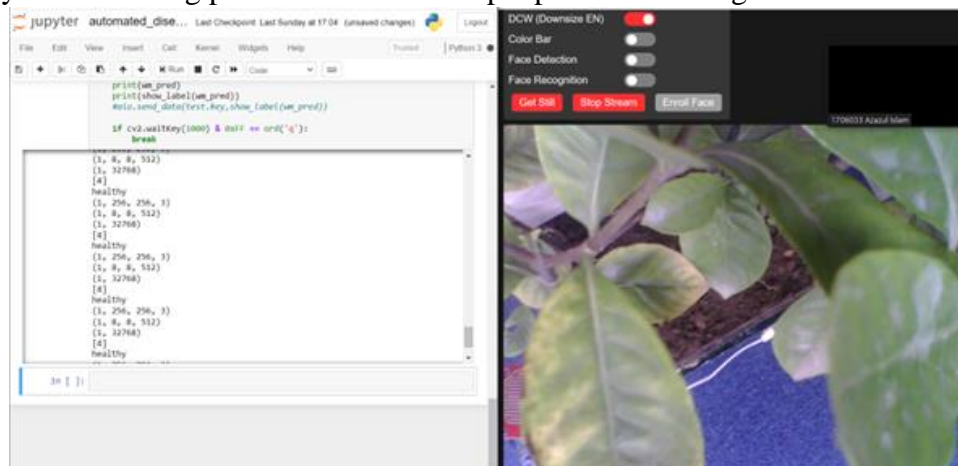 jupyter automated_dise... Last Checkpoint: Last Sunday at 17:04 (unsaved changes) Logout
File Edit View Insert Cell Kernel Widgets Help Trusted Python 3
Run Code
print(wm_pred)
print(show_label(wm_pred))
#aio.send_data(test.key,show_label(wm_pred))
if cv2.waitKey(1000) & 0xFF == ord('q'):
break
(1, 8, 8, 512)
(1, 32768)
[4]
healthy
(1, 256, 256, 3)
(1, 8, 8, 512)
(1, 32768)
[4]
healthy
(1, 256, 256, 3)
(1, 8, 8, 512)
(1, 32768)
[4]
healthy
(1, 256, 256, 3)
(1, 8, 8, 512)
(1, 32768)
[4]
healthy
In [ ]:
DCW (Downsize EN)
Color Bar
Face Detection
Face Recognition
Get Still Stop Stream Enroll Face
1706033 Azazul Islam